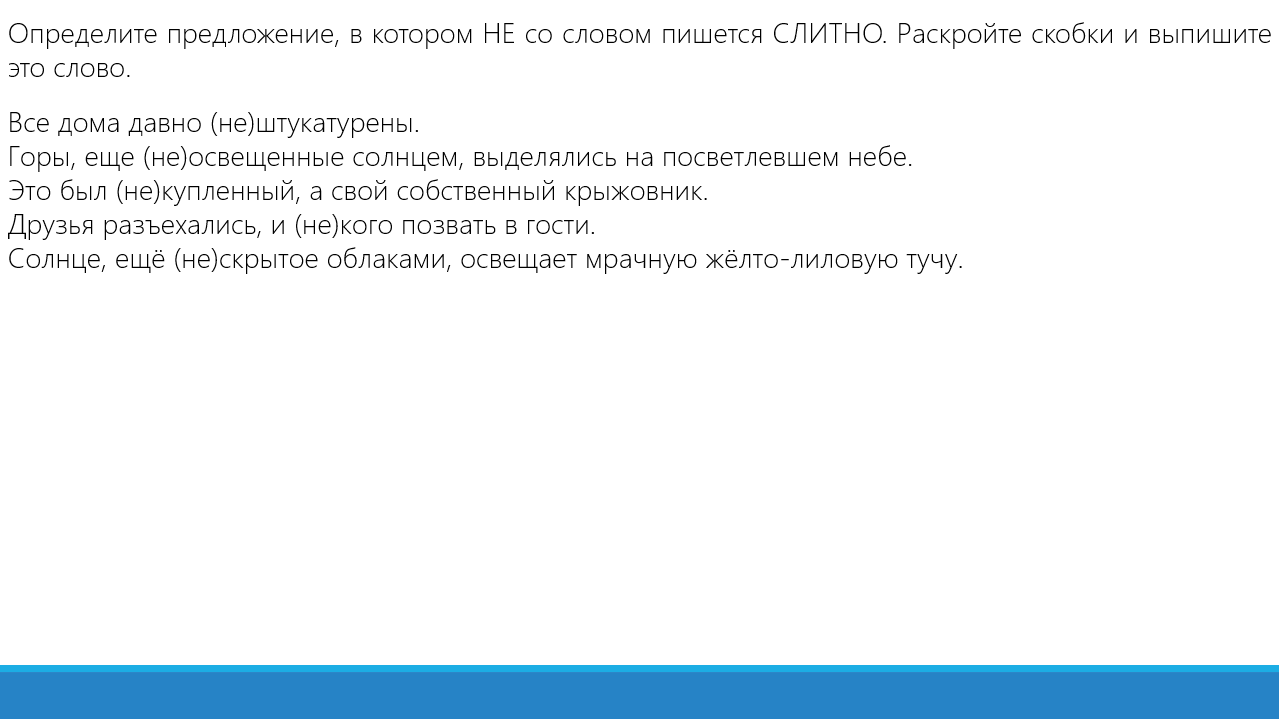 Определите предложение, в котором НЕ со словом пишется СЛИТНО. Раскройте скобки и выпишите
это слово.
Все дома давно (не)штукатурены.
Горы, еще (не)освещенные солнцем, выделялись на посветлевшем небе.
Это был (не)купленный, а свой собственный крыжовник.
Друзья разъехались, и (не)кого позвать в гости.
Солнце, ещё (не)скрытое облаками, освещает мрачную жёлто-лиловую тучу.